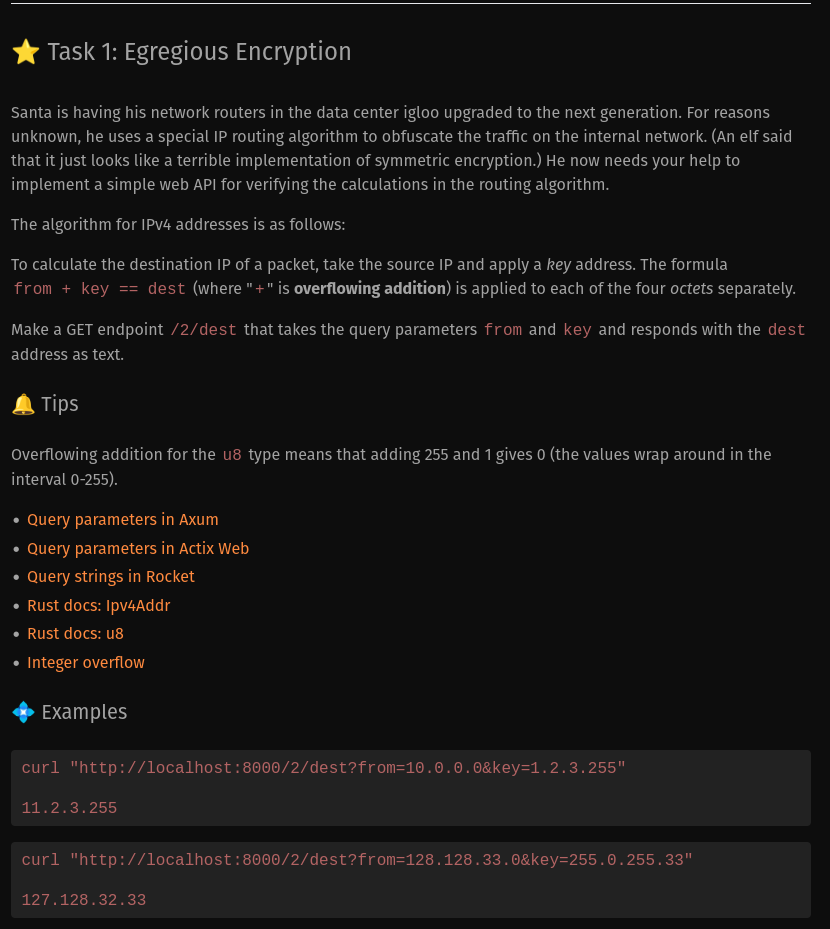 ⭐ Task 1: Egregious Encryption
Santa is having his network routers in the data center igloo upgraded to the next generation. For reasons
unknown, he uses a special IP routing algorithm to obfuscate the traffic on the internal network. (An elf said
that it just looks like a terrible implementation of symmetric encryption.) He now needs your help to
implement a simple web API for verifying the calculations in the routing algorithm.
The algorithm for IPv4 addresses is as follows:
To calculate the destination IP of a packet, take the source IP and apply a key address. The formula
from + key == dest (where "+" is overflowing addition) is applied to each of the four octets separately.
Make a GET endpoint /2/dest that takes the query parameters from and key and responds with the dest
address as text.
🔔 Tips
Overflowing addition for the u8 type means that adding 255 and 1 gives 0 (the values wrap around in the
interval 0-255).
• Query parameters in Axum
• Query parameters in Actix Web
• Query strings in Rocket
• Rust docs: Ipv4Addr
• Rust docs: u8
• Integer overflow
💠 Examples
curl "http://localhost:8000/2/dest?from=10.0.0.0&key=1.2.3.255"
11.2.3.255
curl "http://localhost:8000/2/dest?from=128.128.33.0&key=255.0.255.33"
127.128.32.33